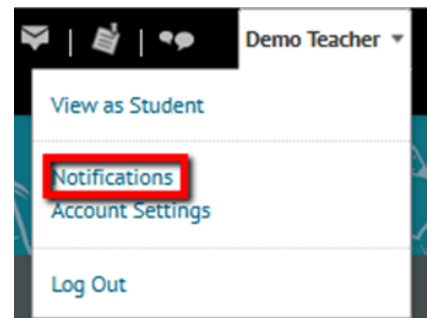 Demo Teacher
View as Student
Notifications
Account Settings
Log Out